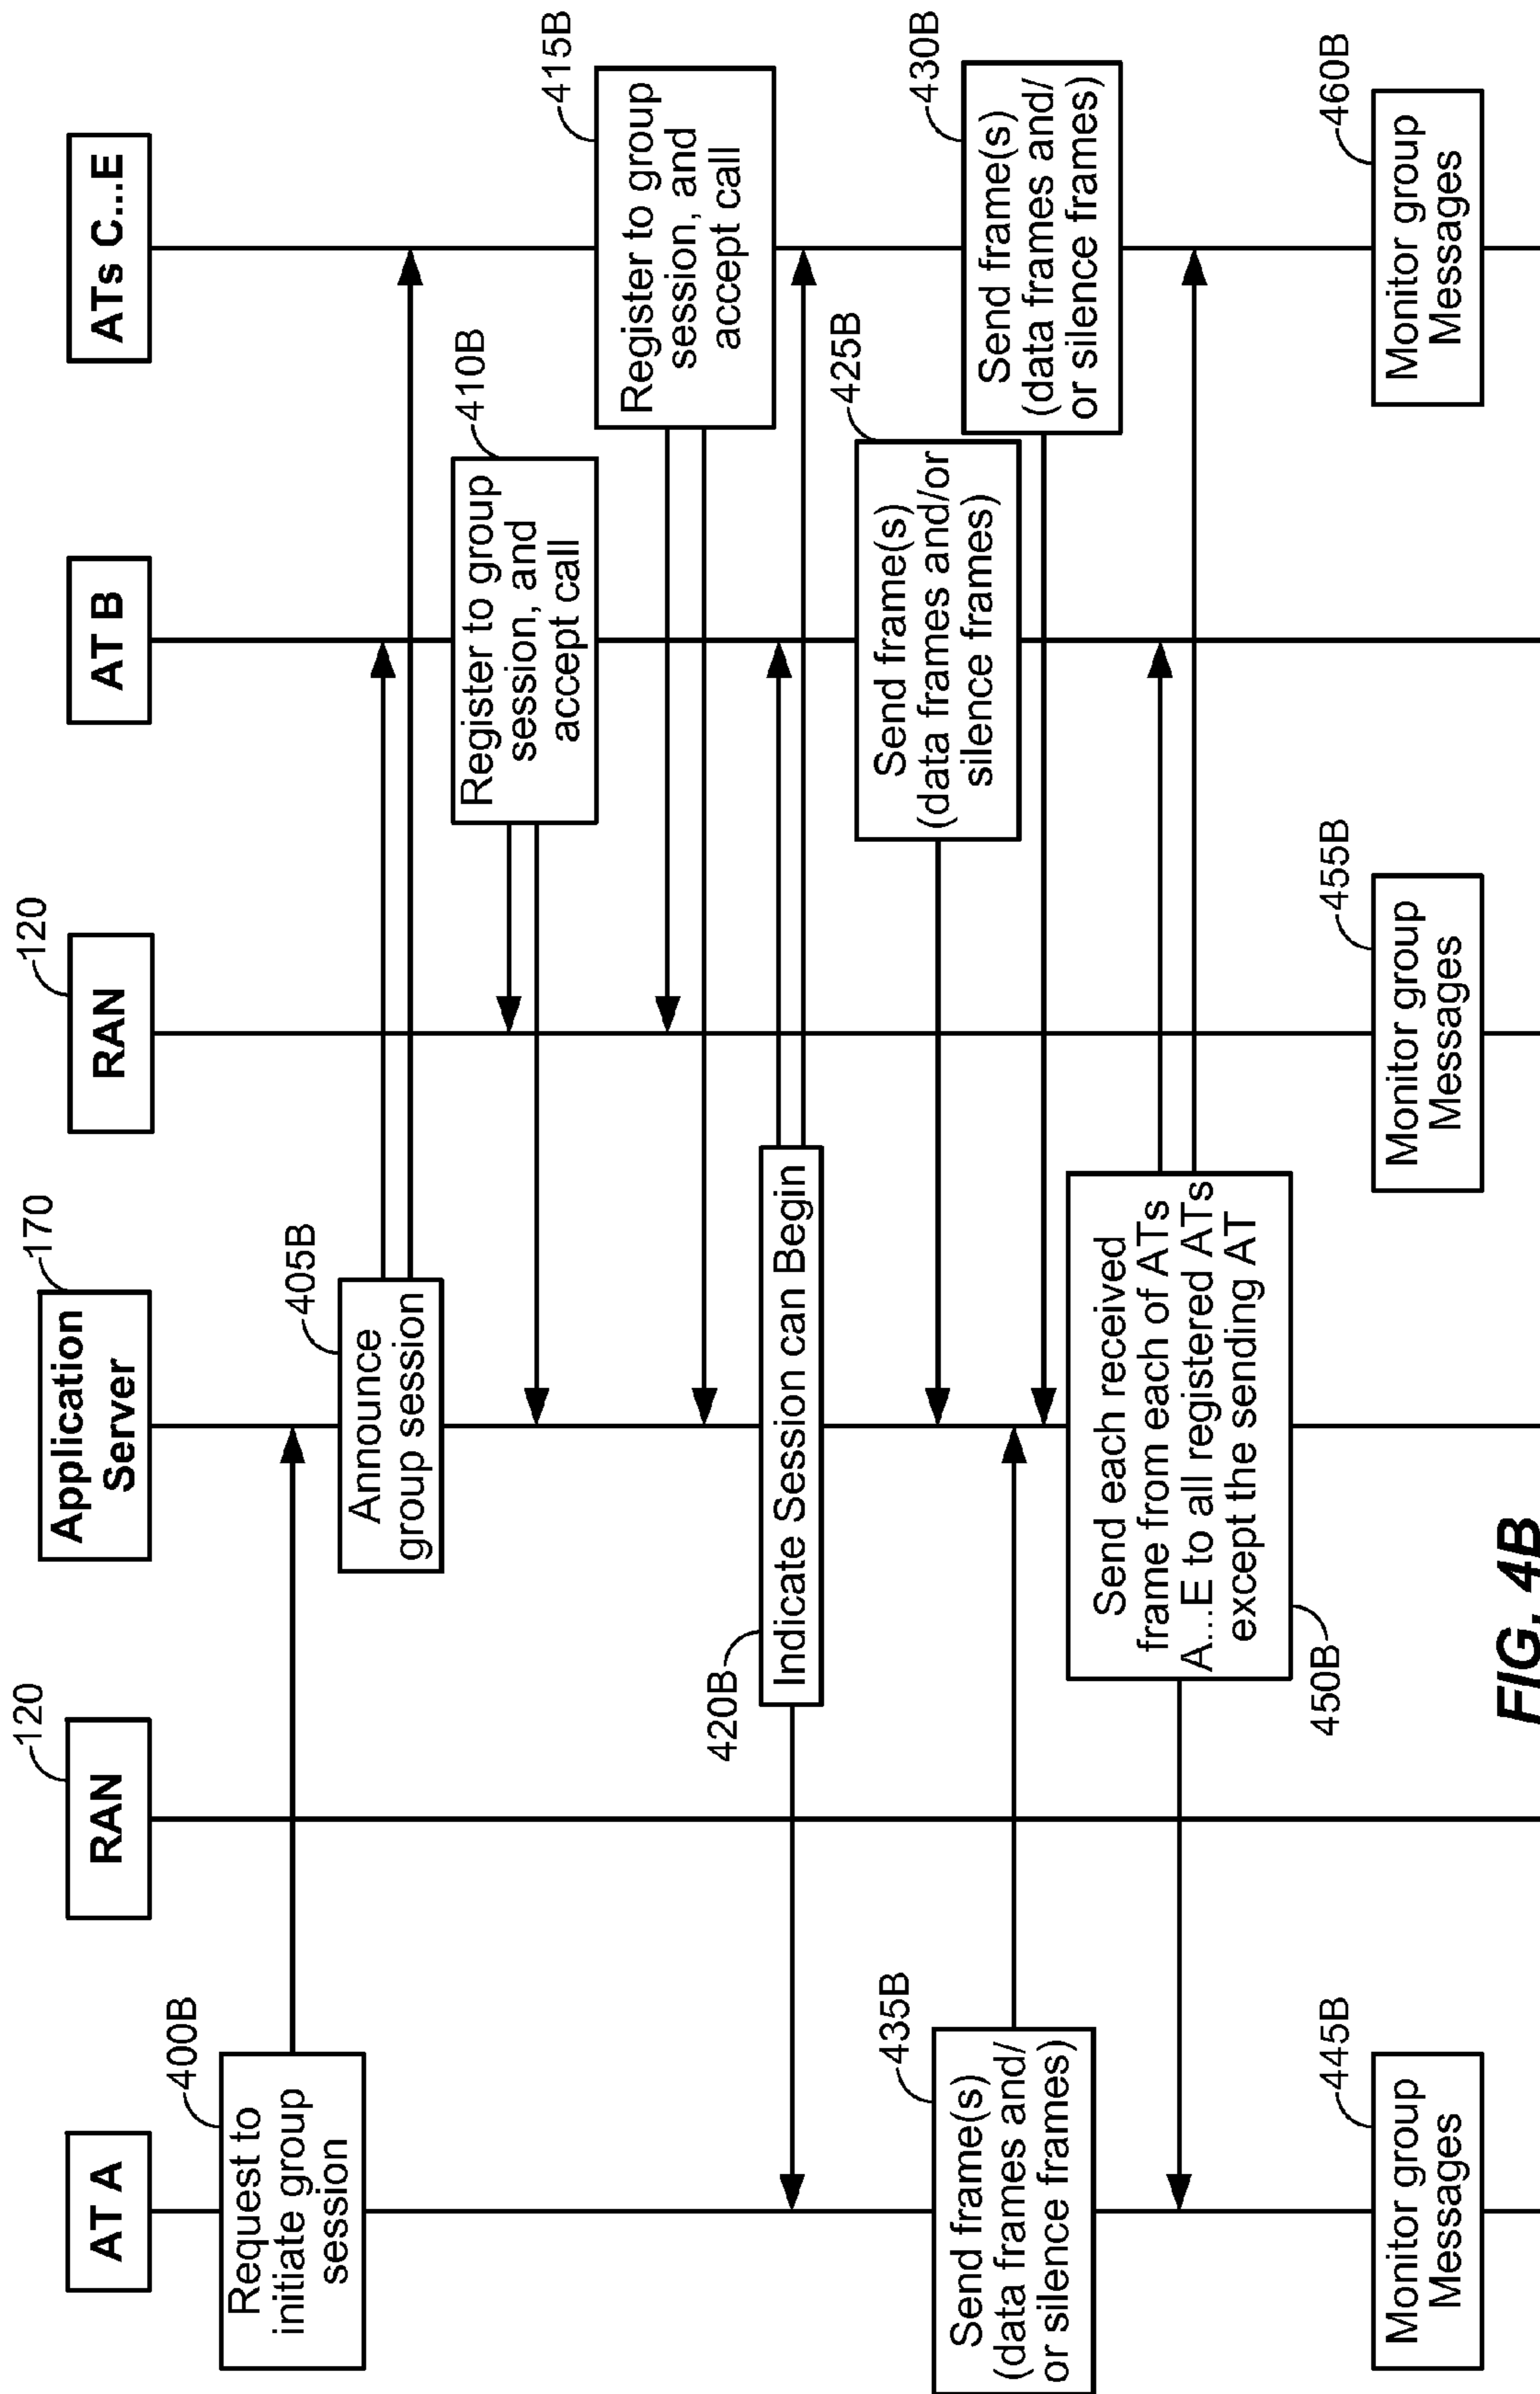 120
170
120
AT A
RAN
Application
Server
RAN
AT B
ATs C...E
400B
Request to
initiate group
session
405B
Announce
group session
410B
Register to group
session, and
accept call
415B
Register to group
session, and
accept call
420B
Indicate Session can Begin
425B
Send frame(s)
(data frames and/or
silence frames)
430B
Send frame(s)
(data frames and/
or silence frames)
435B
Send frame(s)
(data frames and/
or silence frames)
Send each received
frame from each of ATs
A...E to all registered ATs
except the sending AT
450B
445B
Monitor group
Messages
455B
Monitor group
Messages
460B
Monitor group
Messages
FIG. 4B